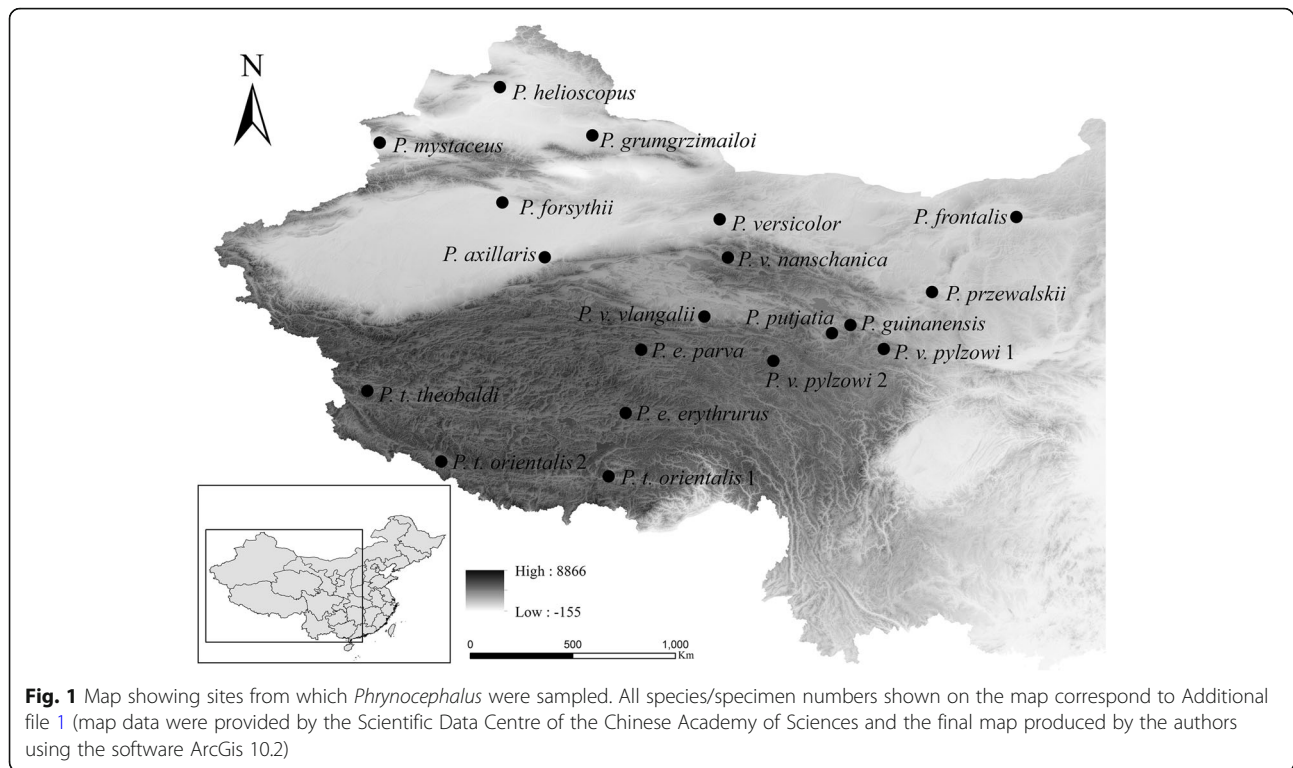 N
P. helioscopus
P. grumgrzimailoi
P. mystaceus
P. forsythii
P. versicolor
P. frontalis
P. axillaris
P. v. nanschanica
P. przewalskii
P. v. vlangalii
P. putjatia
P. guinanensis
P. e. parva
P. v. pylzowi 1
P. v. pylzowi 2
P. t. theobaldi
P. e. erythrurus
P. t. orientalis 2
P. t. orientalis 1
High : 8866
Low : -155
0 500 1,000
Km
Fig. 1 Map showing sites from which Phrynocephalus were sampled. All species/specimen numbers shown on the map correspond to Additional
file 1 (map data were provided by the Scientific Data Centre of the Chinese Academy of Sciences and the final map produced by the authors
using the software ArcGis 10.2)